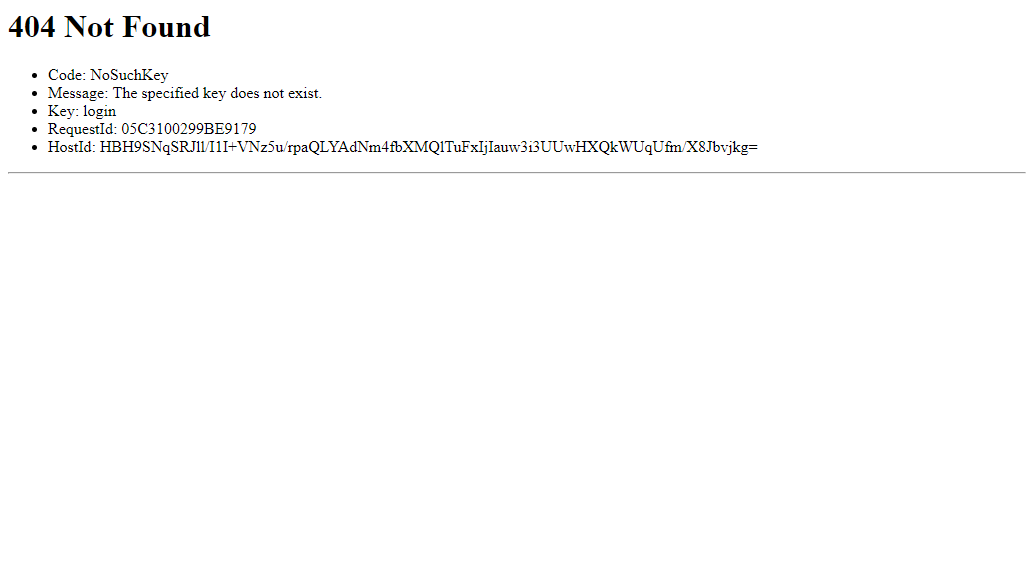 404 Not Found
Code: NoSuchKey
Message: The specified key does not exist.
Key: login
RequestId: 05C3100299BE9179
HostId: HBH9SNqSRJll/I1I+VNz5u/rpaQLYAdNm4fbXMQlTuFxIjIauw3i3UUwHXQkWUqUfm/X8Jbvjkg=